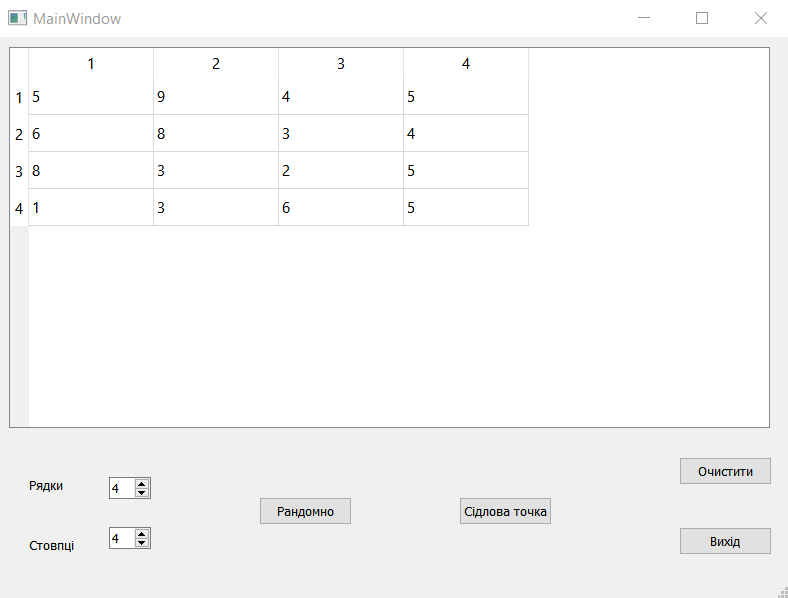 MainWindow
1 2 3 4
1 5 9 4 5
2 6 8 3 4
3 8 3 2 5
4 1 3 6 5
Очистити
Рядки 4
Рандомно Сідлова точка
Стовпці 4
Вихід